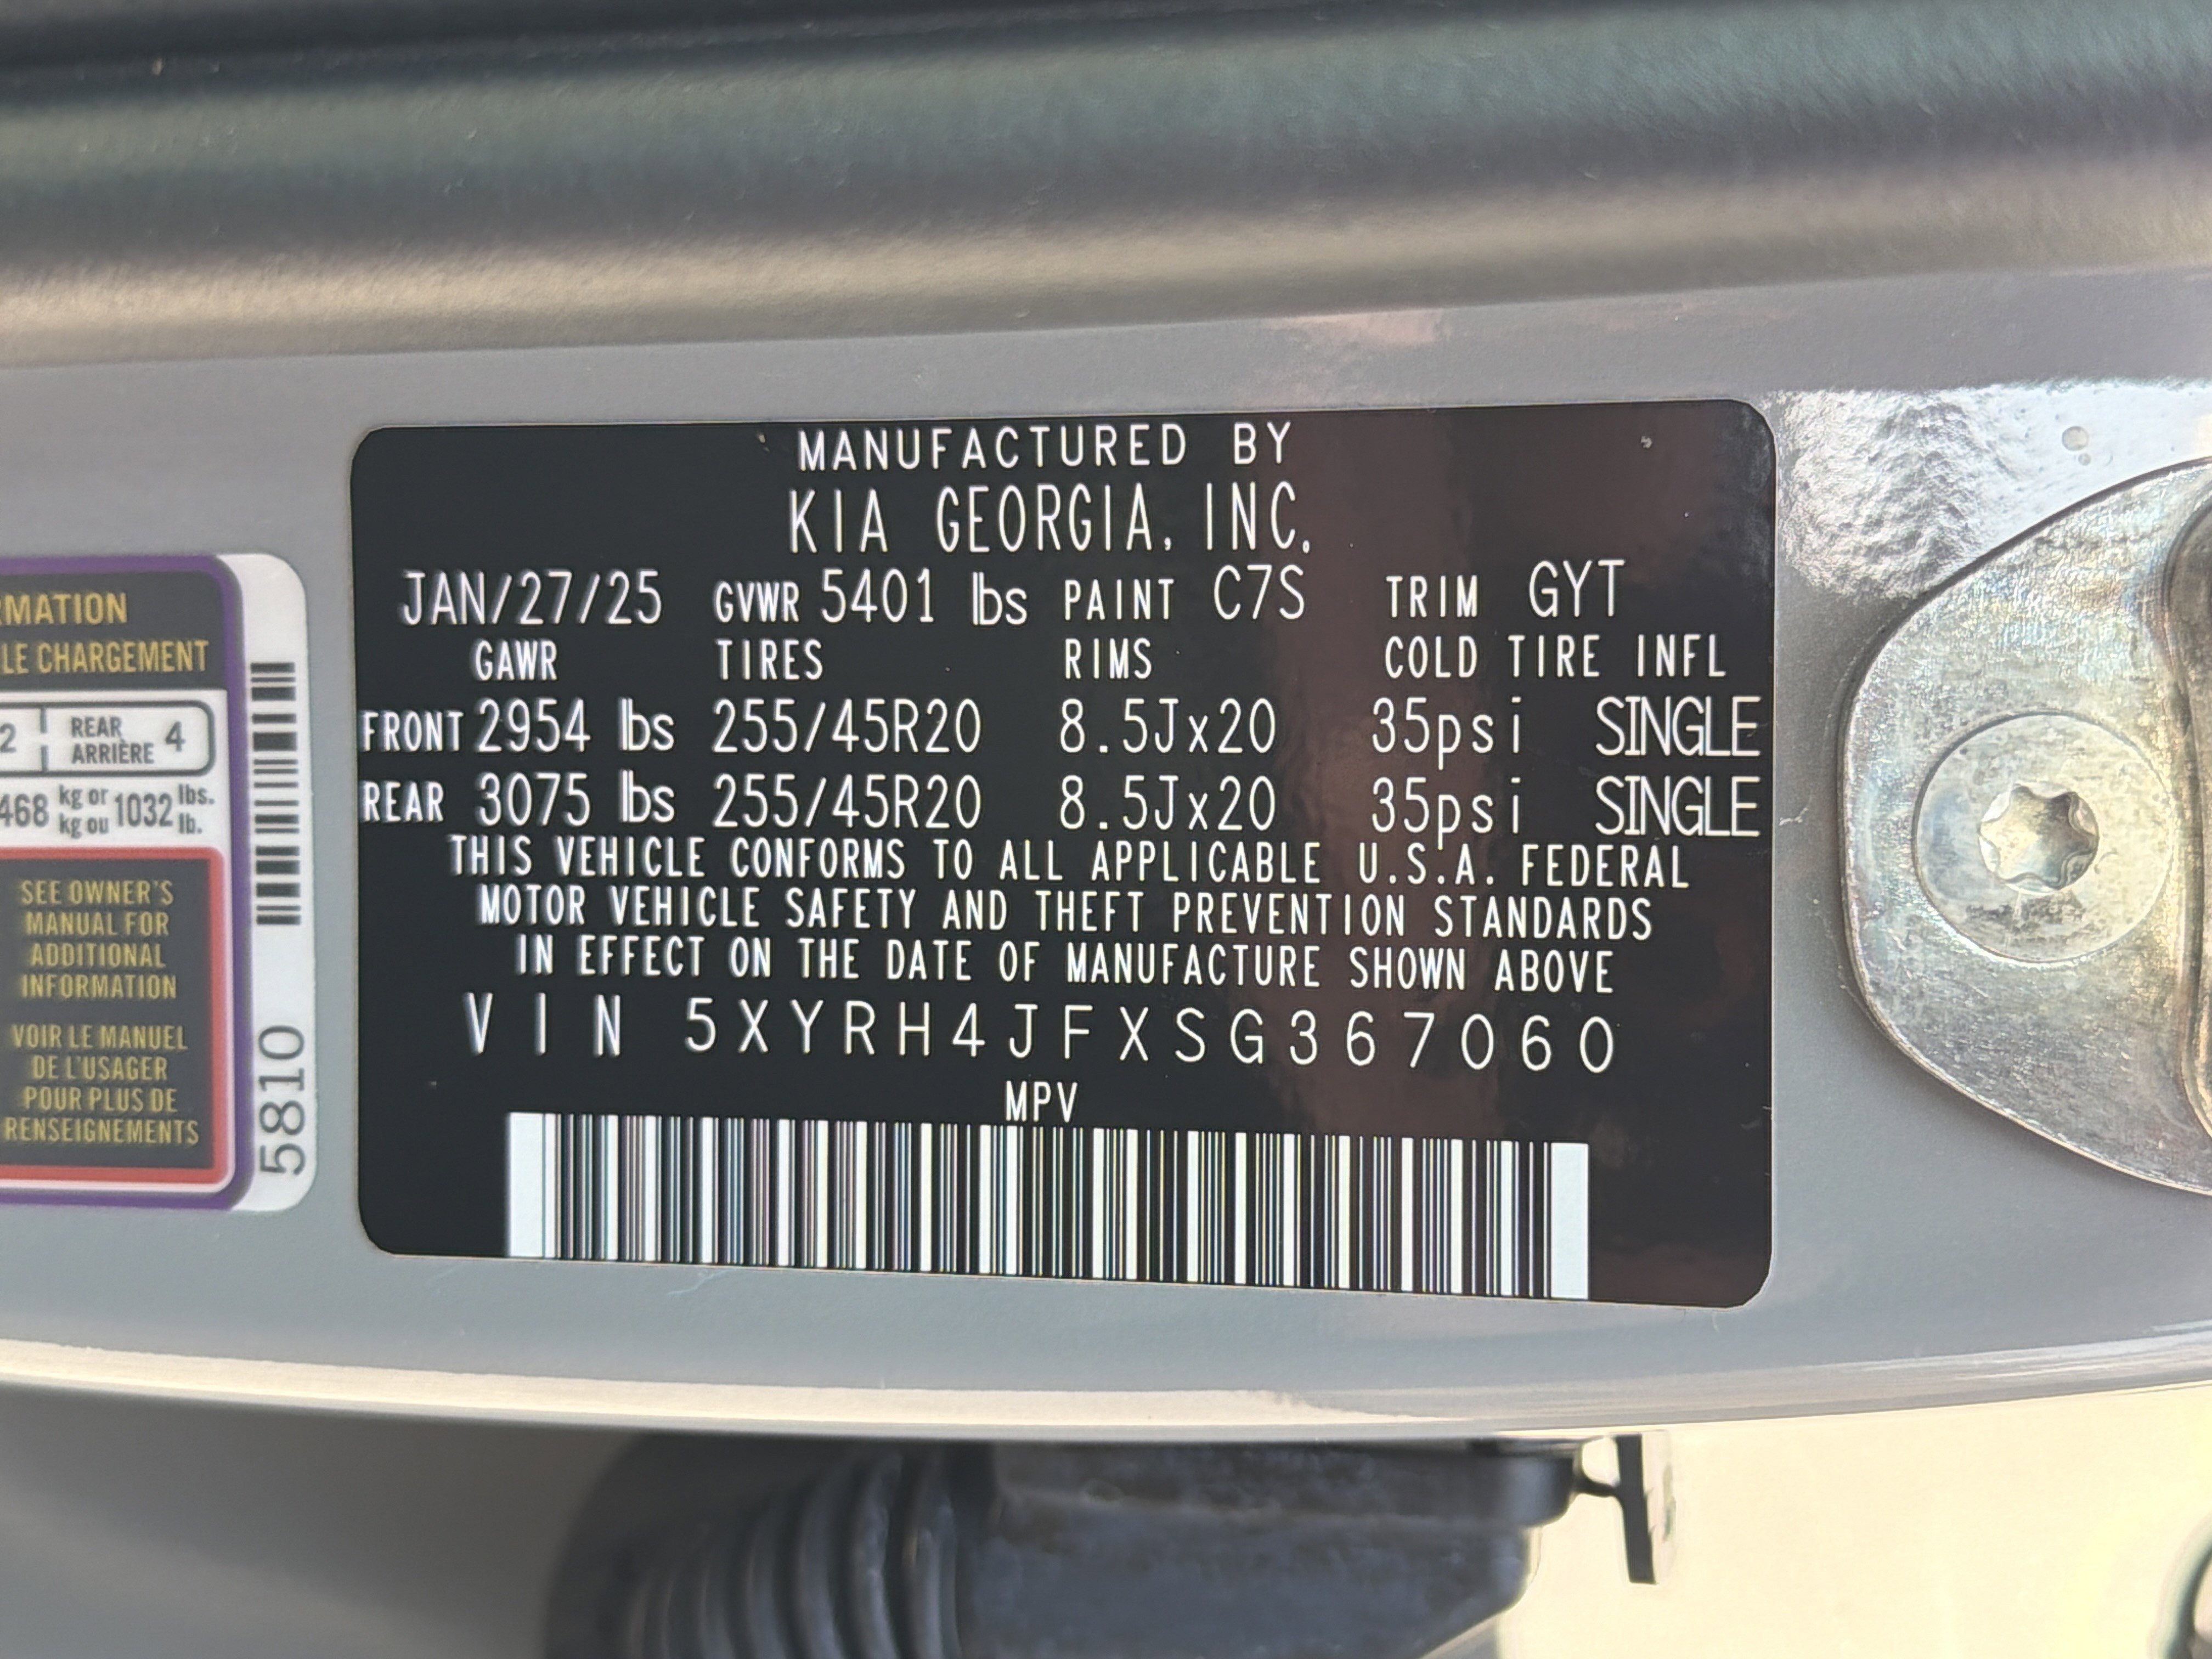 MANUFACTURED BY
KIA GEORGIA, INC.
JAN/27/25 GVWR 5401 lbs PAINT C7S TRIM GYT
GAWR TIRES RIMS COLD TIRE INFL
FRONT 2954 lbs 255/45R20 8.5Jx20 35psi SINGLE
REAR 3075 lbs 255/45R20 8.5Jx20 35psi SINGLE
THIS VEHICLE CONFORMS TO ALL APPLICABLE U.S.A. FEDERAL
MOTOR VEHICLE SAFETY AND THEFT PREVENTION STANDARDS
IN EFFECT ON THE DATE OF MANUFACTURE SHOWN ABOVE
VIN 5XYRH4JFXSG367060
MPV
RMATION
LE CHARGEMENT
2 REAR ARRIÈRE 4
468 kg or kg ou 1032 lbs. lb.
SEE OWNER'S
MANUAL FOR
ADDITIONAL
INFORMATION
VOIR LE MANUEL
DE L'USAGER
POUR PLUS DE
RENSEIGNEMENTS
5810